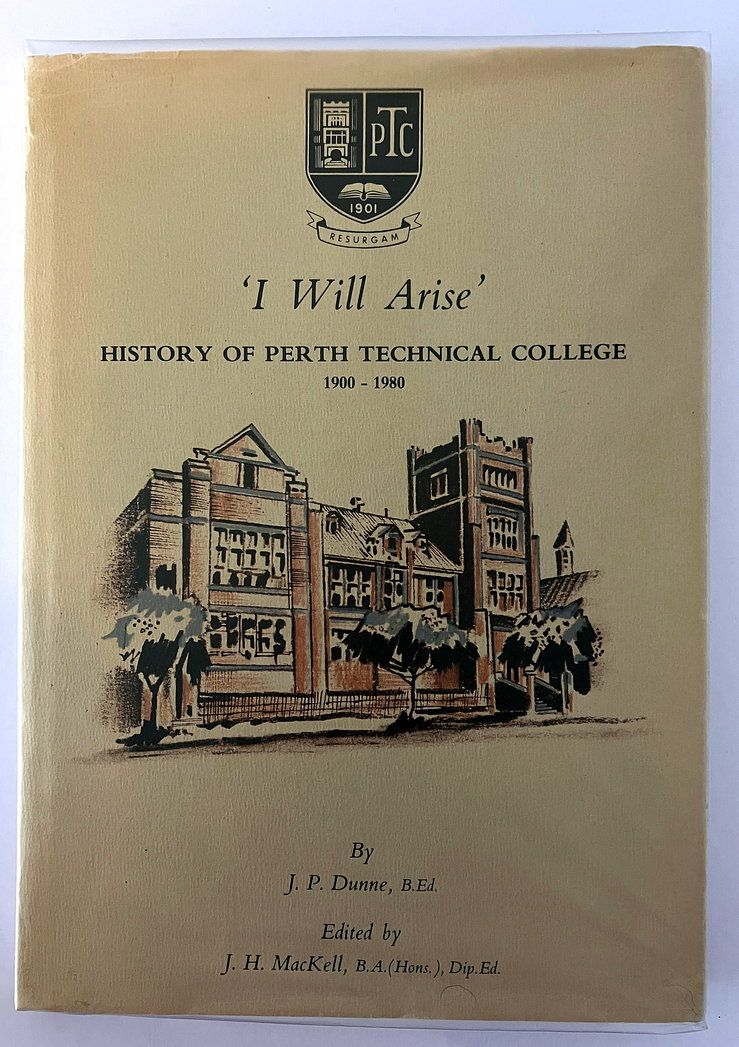 PTC
1901
RESURGAM
‘I Will Arise’
HISTORY OF PERTH TECHNICAL COLLEGE
1900 – 1980
By
J. P. Dunne, B.Ed.
Edited by
J. H. MacKell, B.A.(Hons.), Dip.Ed.